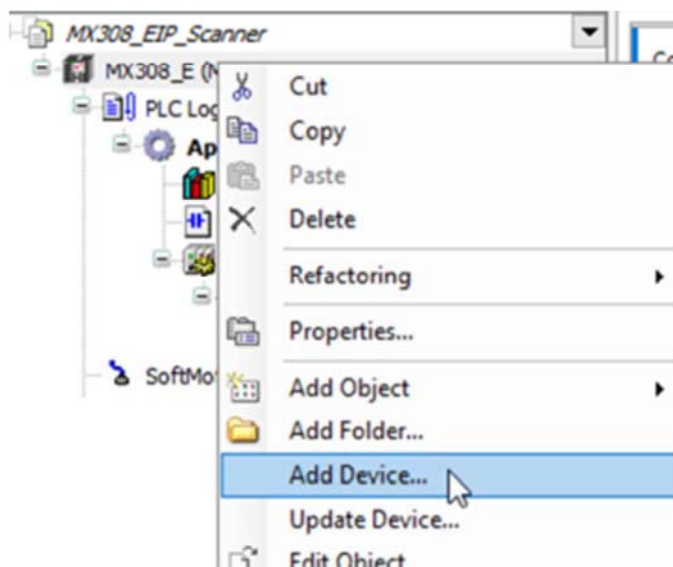 MX308_EIP_Scanner
MX308_E (
Cut
PLC Log
Copy
Ap
Paste
Delete
Refactoring
Properties...
SoftMo
Add Object
Add Folder...
Add Device...
Update Device...
Edit Object